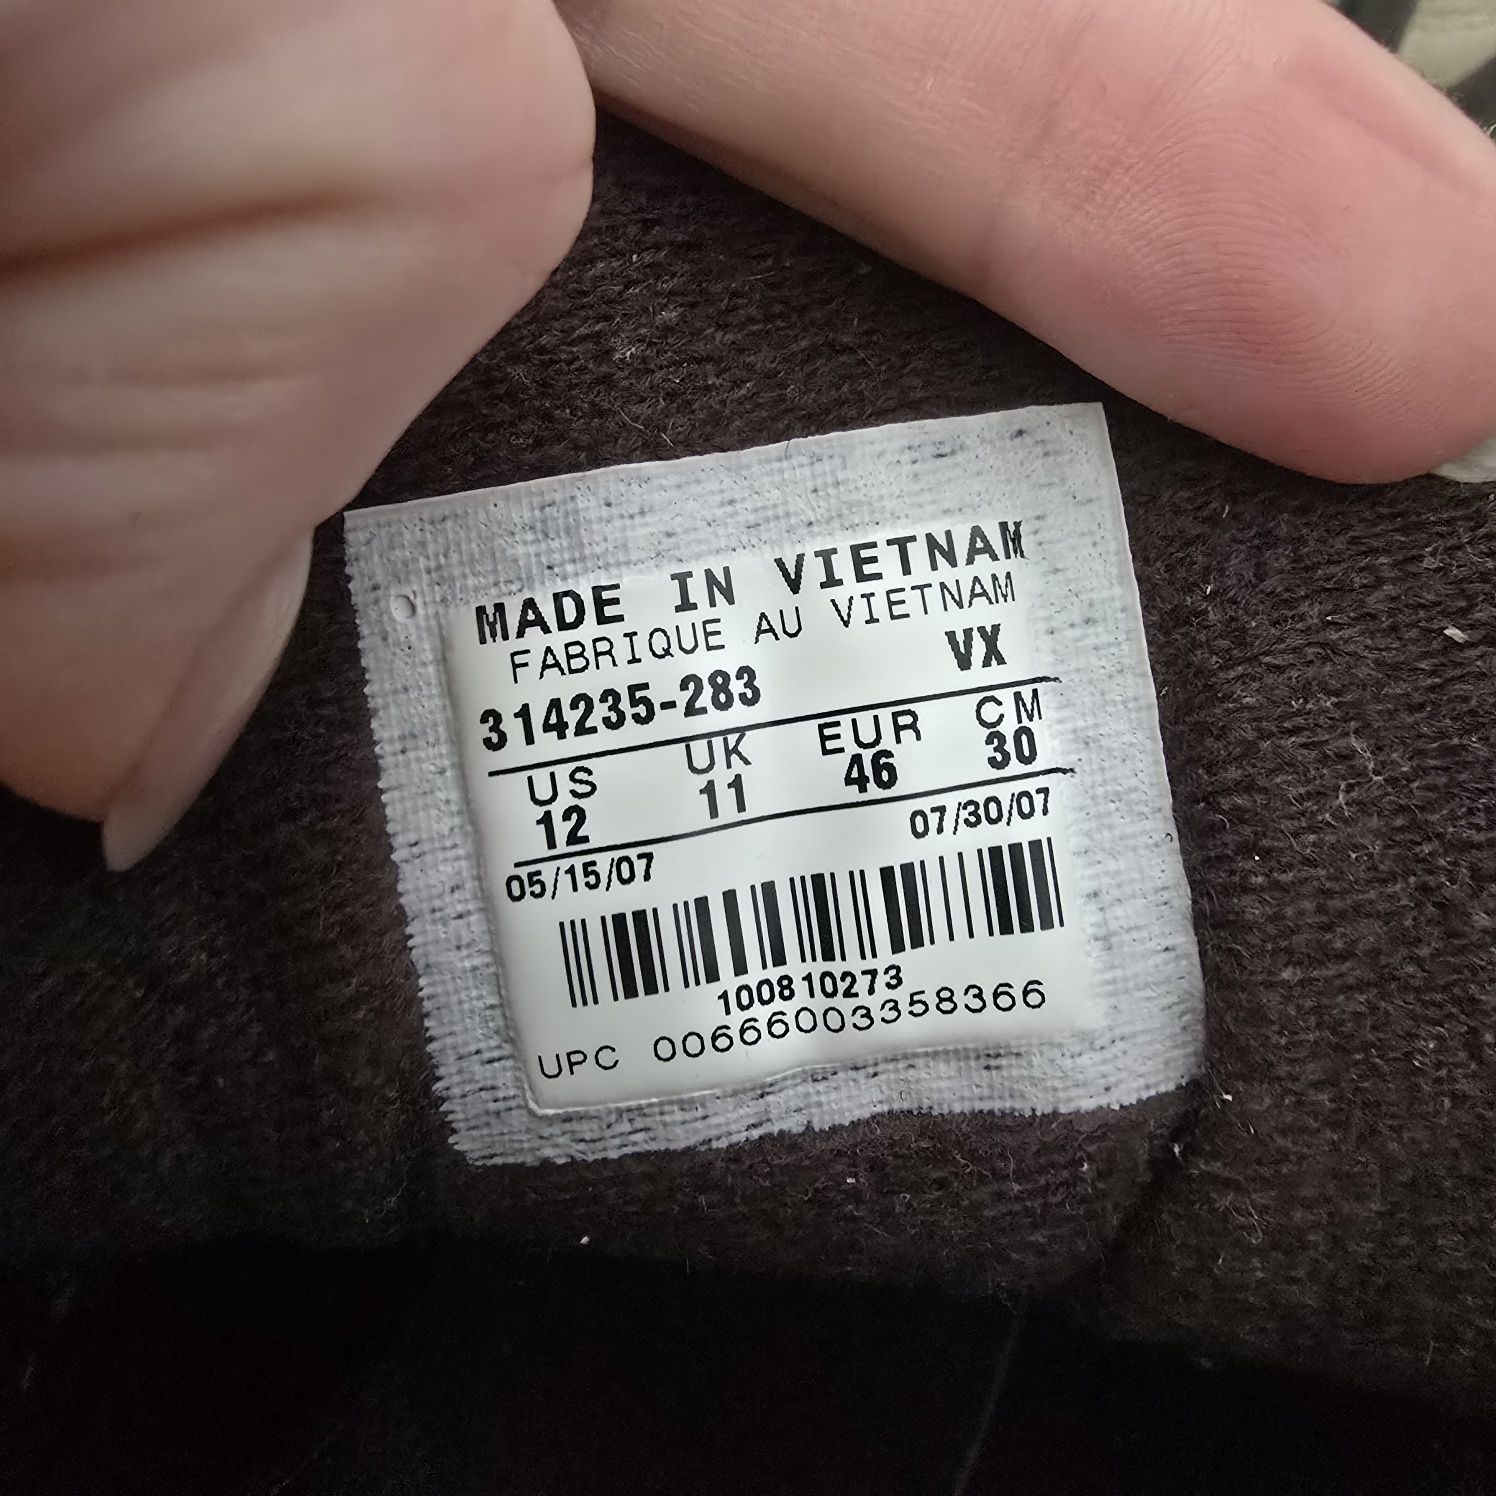 MADE IN VIETNAM
FABRIQUE AU VIETNAM
314235-283 VX
US UK EUR CM
12 11 46 30
05/15/07 07/30/07
100810273
UPC 00666003358366